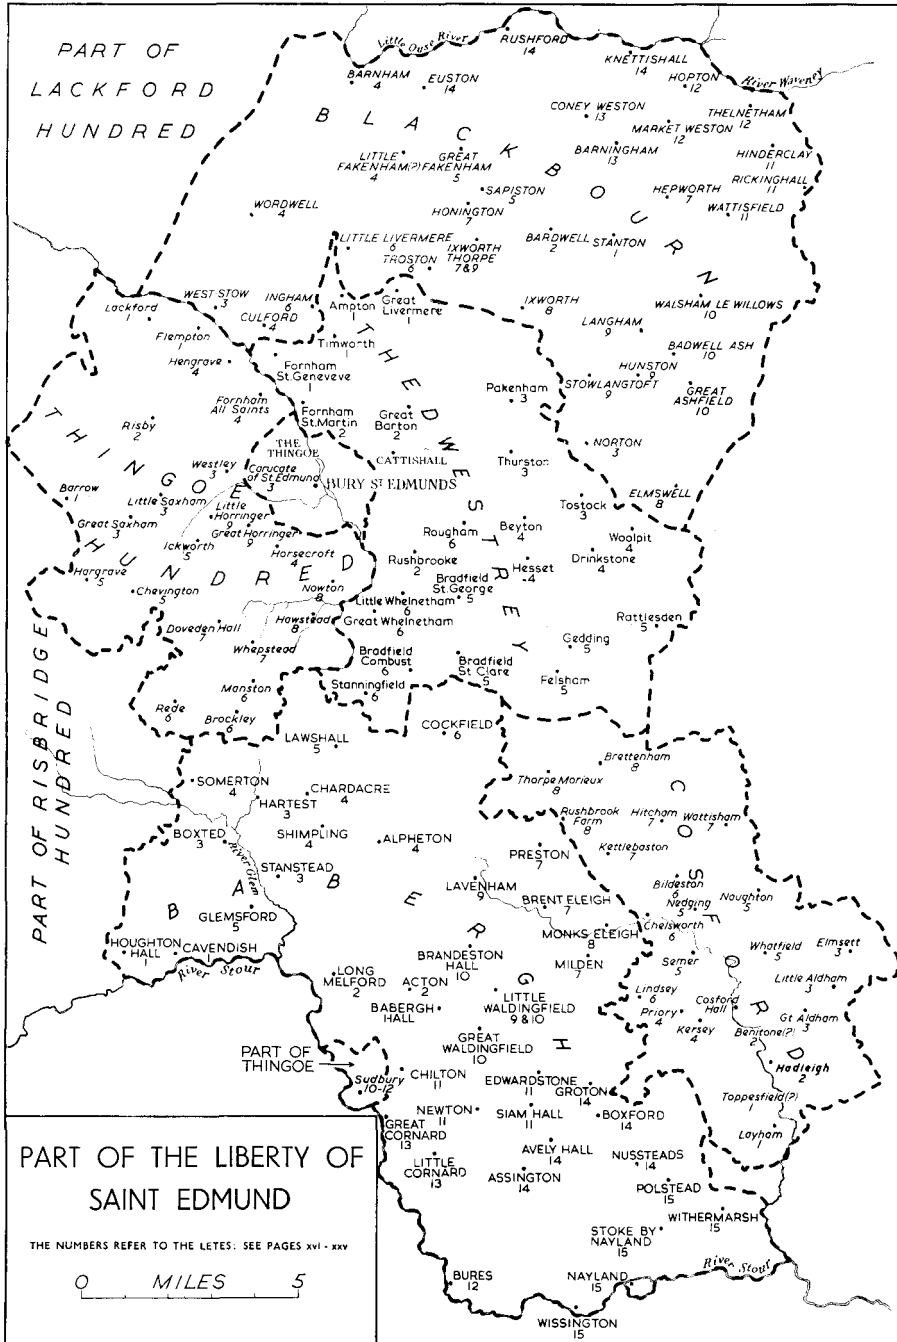 PART OF
LACKFORD
HUNDRED
Little Ouse River
RUSHFORD
14
KNETTISHALL
14
River Waveney
BARNHAM
4
EUSTON
14
HOPTON
12
BLACKBOURN
CONEY WESTON
13
THELNETHAM
12
MARKET WESTON
12
BARNINGHAM
13
HINDERCLAY
11
LITTLE
FAKENHAM(?)
4
GREAT
FAKENHAM
5
RICKINGHALL
11
SAPISTON
5
HEPWORTH
7
WORDWELL
4
HONINGTON
7
WATTISFIELD
11
BARDWELL
2
STANTON
1
LITTLE LIVERMERE
6
IXWORTH
THORPE
7 & 9
TROSTON
6
WEST STOW
3
INGHAM
6
Ampton
1
Great
Livermere
1
IXWORTH
8
WALSHAM LE WILLOWS
10
Lackford
1
CULFORD
4
LANGHAM
9
Flempton
1
Timworth
1
THEDWESTREY
BADWELL ASH
10
Hengrave
4
Fornham
St. Geneveve
1
HUNSTON
9
STOWLANGTOFT
9
GREAT
ASHFIELD
10
Pakenham
3
Fornham
All Saints
4
Fornham
St. Martin
2
Great
Barton
2
Risby
2
THINGOE
HUNDRED
THE
THINGOE
CATTISHALL
NORTON
3
Westley
3
Carucate
of St Edmund
3
BURY ST EDMUNDS
Thurston
3
Barrow
1
Little Saxham
3
Little
Horringer
9
Tostock
3
ELMSWELL
8
Great Saxham
3
Great Horringer
9
Rougham
6
Beyton
4
Woolpit
4
Ickworth
5
Horsecroft
4
Rushbrooke
2
Hesset
4
Drinkstone
4
Hargrave
5
Chevington
5
Nowton
8
Bradfield
St. George
5
Little Whelnetham
6
Great Whelnetham
6
Rattlesden
5
Doveden Hall
7
Hawstead
8
Whepstead
7
Gedding
5
Bradfield
Combust
6
Bradfield
St Clare
5
PART OF RISBRIDGE
HUNDRED
Manston
6
Stanningfield
6
Felsham
5
Rede
6
Brockley
6
LAWSHALL
5
COCKFIELD
6
Brettenham
8
Thorpe Morieux
8
SOMERTON
4
CHARDACRE
4
HARTEST
3
COSFORD
Rushbrook
Farm
8
Hitcham
7
Wattisham
7
BOXTED
3
SHIMPLING
4
ALPHETON
4
PRESTON
7
Kettlebaston
7
River Glem
STANSTEAD
3
BABERGH
LAVENHAM
9
Bildeston
6
Nedging
5
Naughton
5
BRENT ELEIGH
7
GLEMSFORD
5
Chelsworth
6
MONKS ELEIGH
8
HOUGHTON
HALL
1
CAVENDISH
1
River Stour
BRANDESTON
HALL
10
MILDEN
7
Semer
5
Whatfield
5
Elmsett
3
LONG
MELFORD
2
ACTON
2
LITTLE
WALDINGFIELD
9 & 10
Lindsey
6
Little Aldham
3
BABERGH
HALL
Priory
4
Cosford
Hall
Kersey
4
Gt Aldham
3
GREAT
WALDINGFIELD
10
Benitone(?)
2
PART OF
THINGOE
Sudbury
10-12
CHILTON
11
EDWARDSTONE
11
GROTON
14
Hadleigh
2
NEWTON
11
SIAM HALL
11
BOXFORD
14
Toppesfield(?)
1
GREAT
CORNARD
13
Layham
1
LITTLE
CORNARD
13
AVELY HALL
14
NUSSTEADS
14
ASSINGTON
14
POLSTEAD
15
WITHERMARSH
15
STOKE BY
NAYLAND
15
BURES
12
NAYLAND
15
River Stour
WISSINGTON
15
PART OF THE LIBERTY OF
SAINT EDMUND
THE NUMBERS REFER TO THE LETES: SEE PAGES xvi - xxv
0 MILES 5